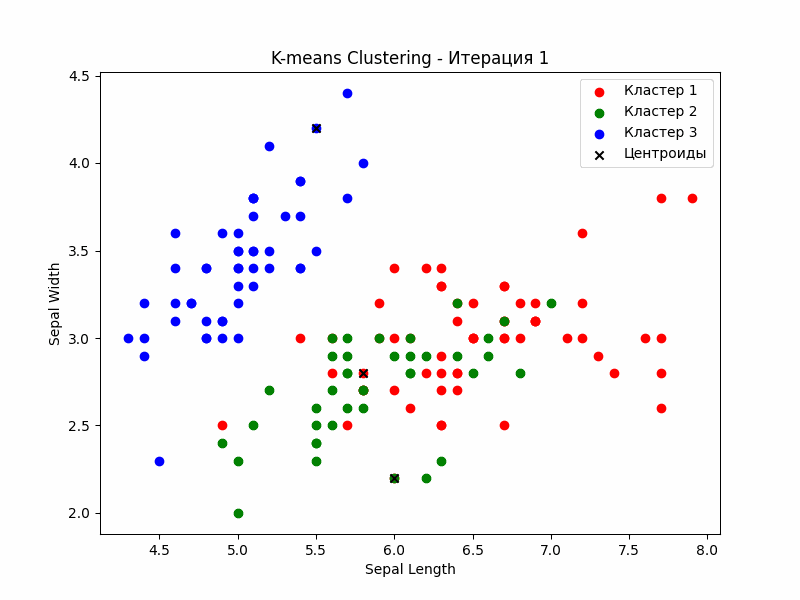 K-means Clustering - Итерация 1
Кластер 1
Кластер 2
Кластер 3
Центроиды
4.5
4.0
3.5
3.0
2.5
2.0
Sepal Width
4.5 5.0 5.5 6.0 6.5 7.0 7.5 8.0
Sepal Length